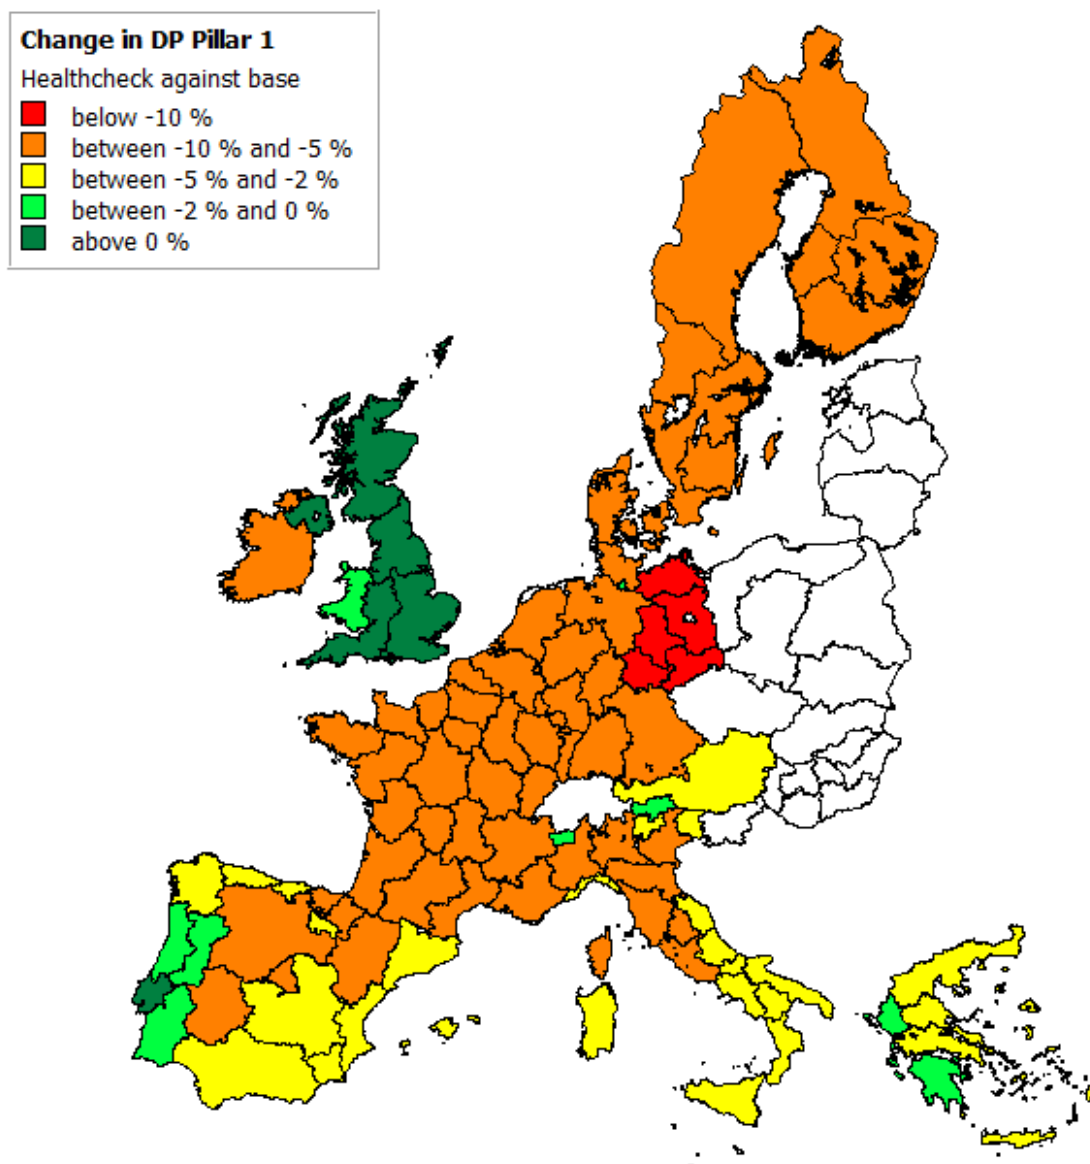 Change in DP Pillar 1
Healthcheck against base
below -10 %
between -10 % and -5 %
between -5 % and -2 %
between -2 % and 0 %
above 0 %